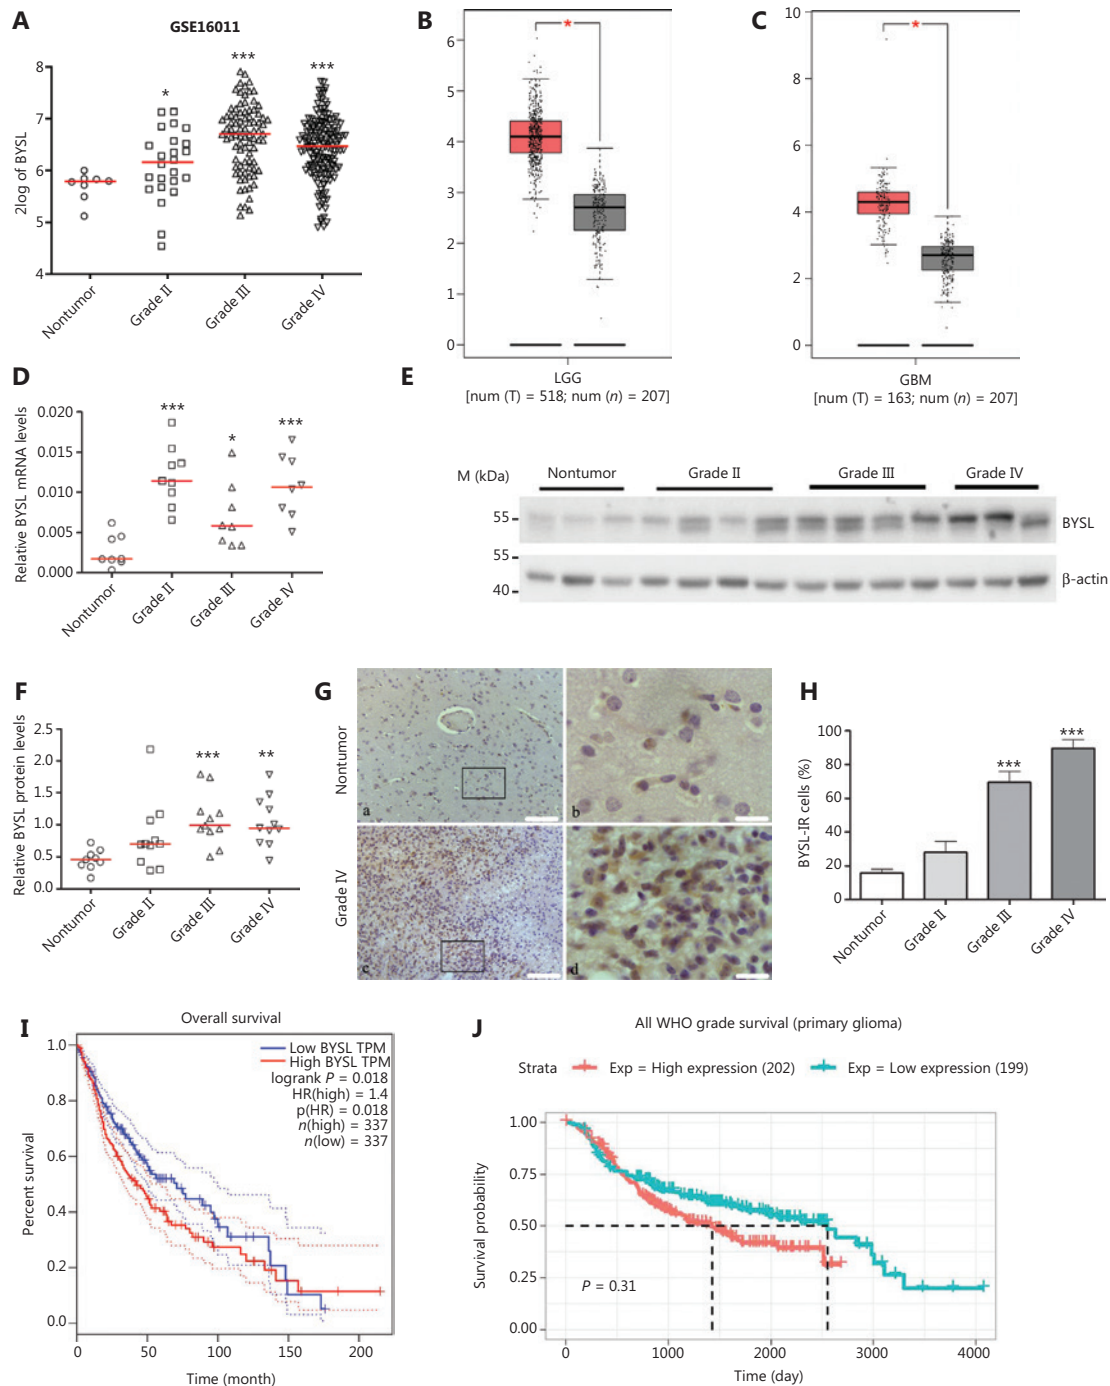 A
GSE16011
2log of BYSL
8
7
6
5
4
*
***
***
Nontumor
Grade II
Grade III
Grade IV
B
6
5
4
3
2
1
0
*
LGG
[num (T) = 518; num (n) = 207]
C
10
8
6
4
2
0
*
GBM
[num (T) = 163; num (n) = 207]
D
Relative BYSL mRNA levels
0.020
0.015
0.010
0.005
0.000
***
*
***
Nontumor
Grade II
Grade III
Grade IV
E
M (kDa)
Nontumor
Grade II
Grade III
Grade IV
55
BYSL
55
40
β-actin
F
Relative BYSL protein levels
2.5
2.0
1.5
1.0
0.5
0.0
***
**
Nontumor
Grade II
Grade III
Grade IV
G
Nontumor
Grade IV
a
b
c
d
H
BYSL-IR cells (%)
100
80
60
40
20
0
***
***
Nontumor
Grade II
Grade III
Grade IV
I
Overall survival
Low BYSL TPM
High BYSL TPM
logrank P = 0.018
HR(high) = 1.4
p(HR) = 0.018
n(high) = 337
n(low) = 337
Percent survival
1.0
0.8
0.6
0.4
0.2
0.0
0 50 100 150 200
Time (month)
J
All WHO grade survival (primary glioma)
Strata Exp = High expression (202) Exp = Low expression (199)
Survival probability
1.00
0.75
0.50
0.25
0.00
P = 0.31
0 1000 2000 3000 4000
Time (day)